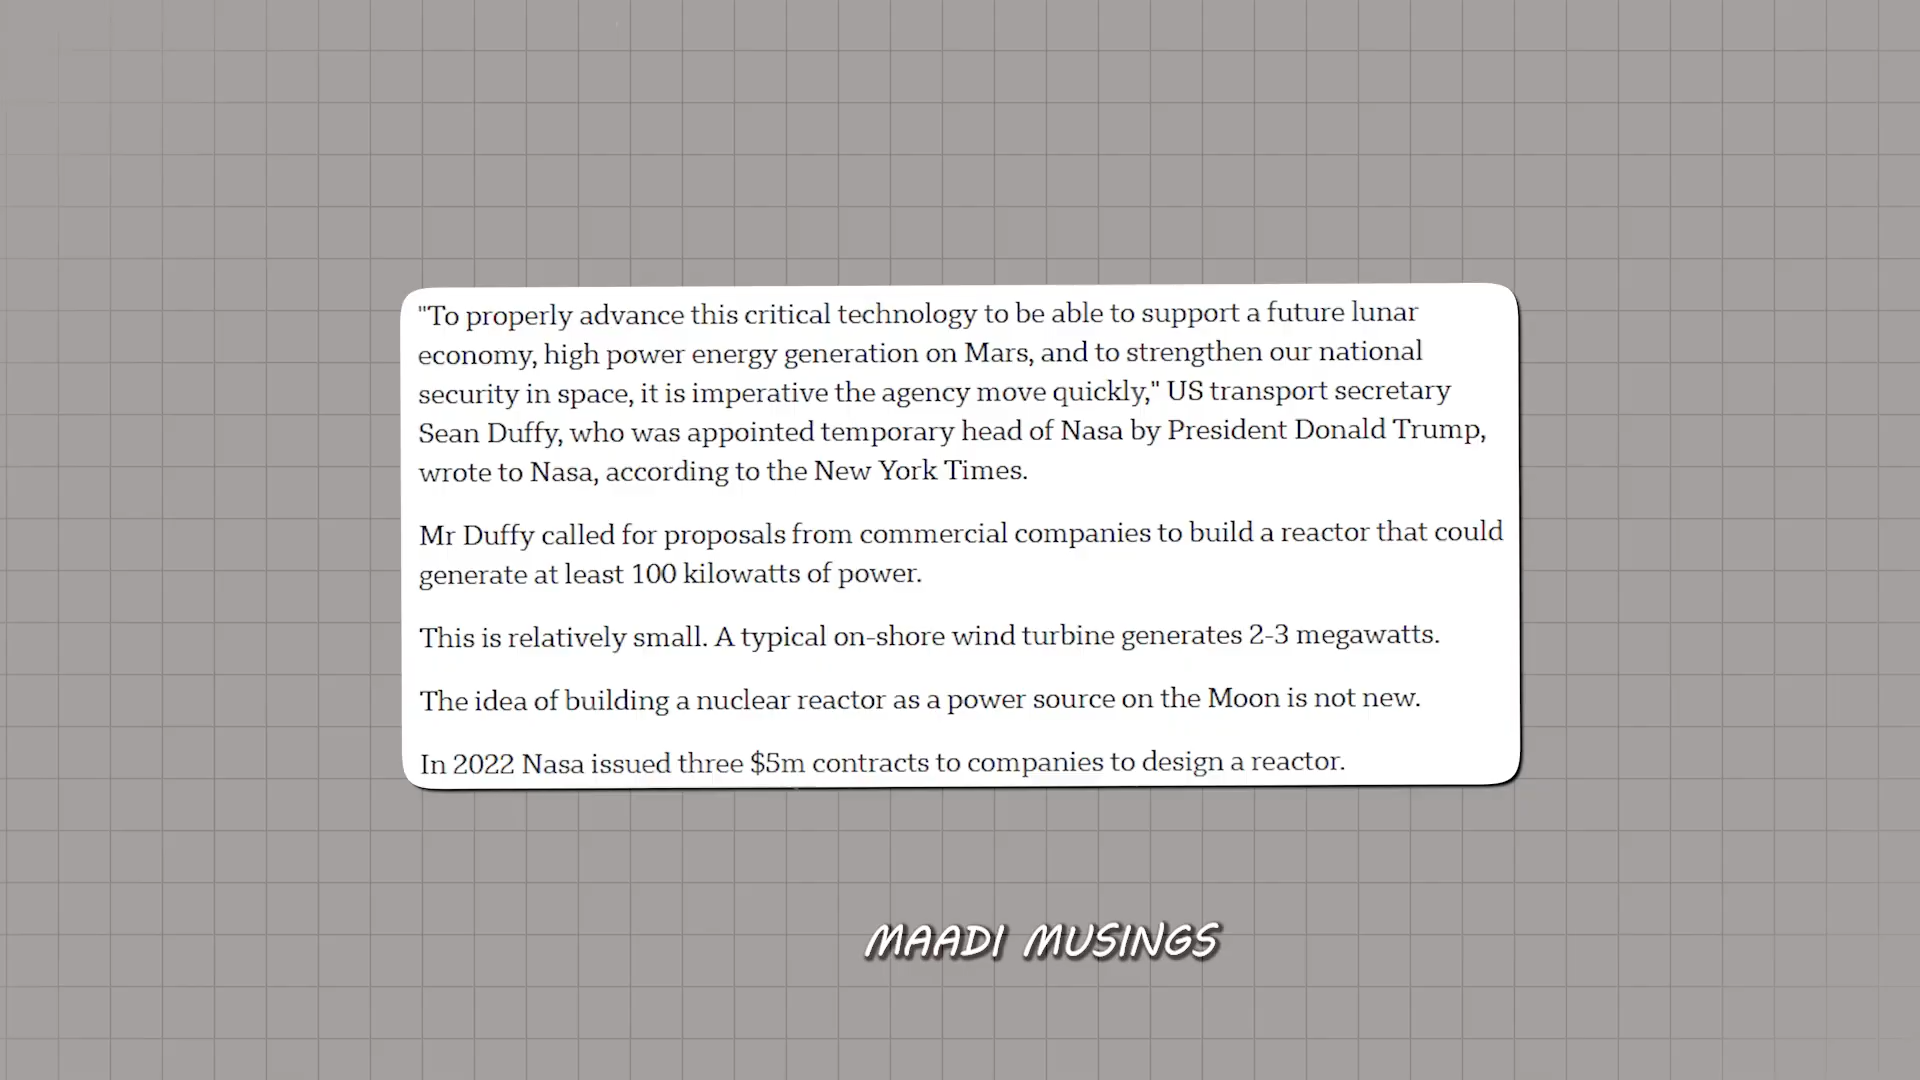 "To properly advance this critical technology to be able to support a future lunar
economy, high power energy generation on Mars, and to strengthen our national
security in space, it is imperative the agency move quickly," US transport secretary
Sean Duffy, who was appointed temporary head of Nasa by President Donald Trump,
wrote to Nasa, according to the New York Times.
Mr Duffy called for proposals from commercial companies to build a reactor that could
generate at least 100 kilowatts of power.
This is relatively small. A typical on-shore wind turbine generates 2-3 megawatts.
The idea of building a nuclear reactor as a power source on the Moon is not new.
In 2022 Nasa issued three $5m contracts to companies to design a reactor.
MAADI MUSINGS